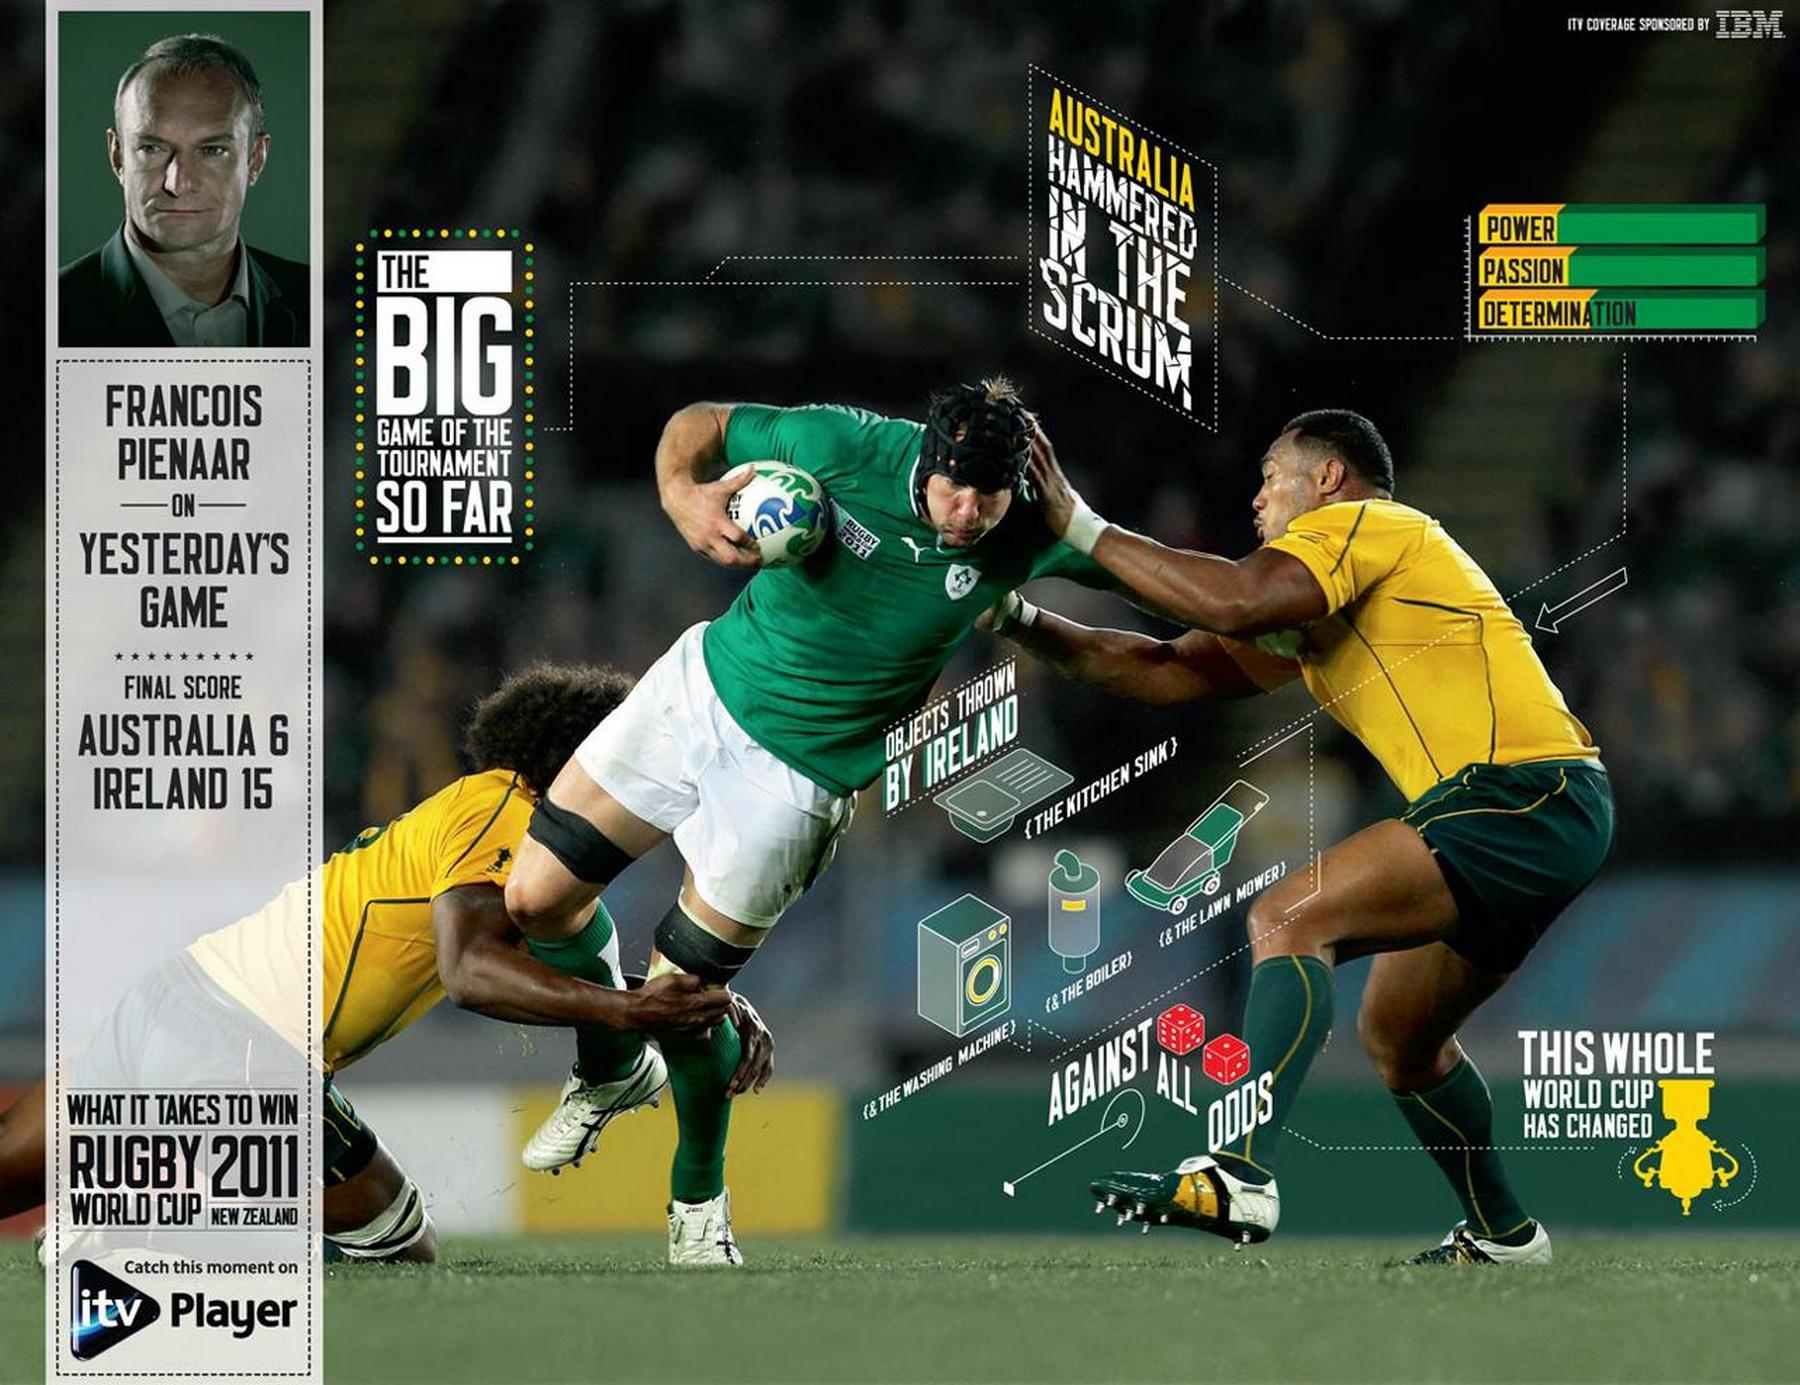 ITV COVERAGE SPONSORED BY IBM
FRANCOIS
PIENAAR
ON
YESTERDAY'S
GAME
FINAL SCORE
AUSTRALIA 6
IRELAND 15
WHAT IT TAKES TO WIN
RUGBY
WORLD CUP
2011
NEW ZEALAND
Catch this moment on
itv Player
THE
BIG
GAME OF THE
TOURNAMENT
SO FAR
AUSTRALIA
HAMMERED
IN THE
SCRUM
POWER
PASSION
DETERMINATION
RUGBY
2011
OBJECTS THROWN
BY IRELAND
{THE KITCHEN SINK}
{& THE LAWN MOWER}
{& THE BOILER}
{& THE WASHING MACHINE}
AGAINST
ALL
ODDS
THIS WHOLE
WORLD CUP
HAS CHANGED